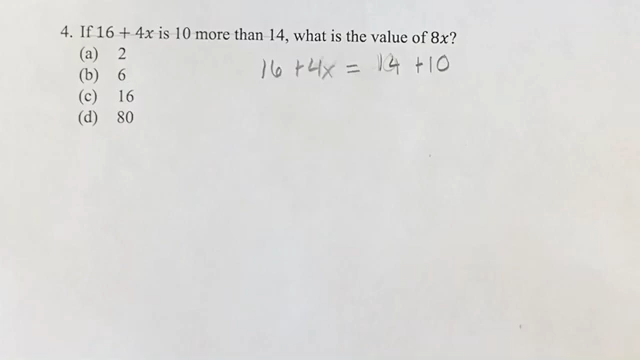 4. If 16 + 4x is 10 more than 14, what is the value of 8x?
(a) 2
(b) 6
(c) 16
(d) 80
16 + 4x = 14 + 10